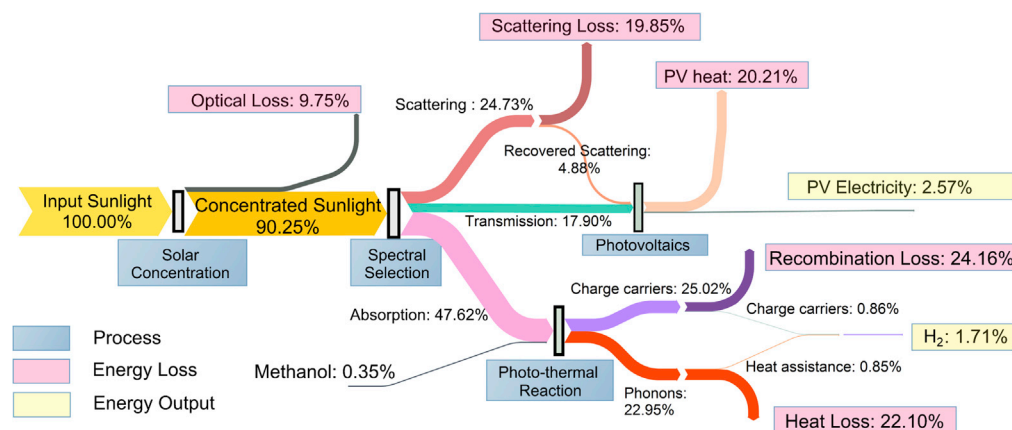 Scattering Loss: 19.85%
PV heat: 20.21%
Optical Loss: 9.75%
Scattering : 24.73%
Recovered Scattering:
4.88%
Input Sunlight
100.00%
Concentrated Sunlight
90.25%
PV Electricity: 2.57%
Transmission: 17.90%
Solar
Concentration
Spectral
Selection
Photovoltaics
Recombination Loss: 24.16%
Charge carriers: 25.02%
Absorption: 47.62%
Charge carriers: 0.86%
Process
H₂: 1.71%
Energy Loss
Methanol: 0.35%
Photo-thermal
Reaction
Heat assistance: 0.85%
Phonons:
22.95%
Energy Output
Heat Loss: 22.10%